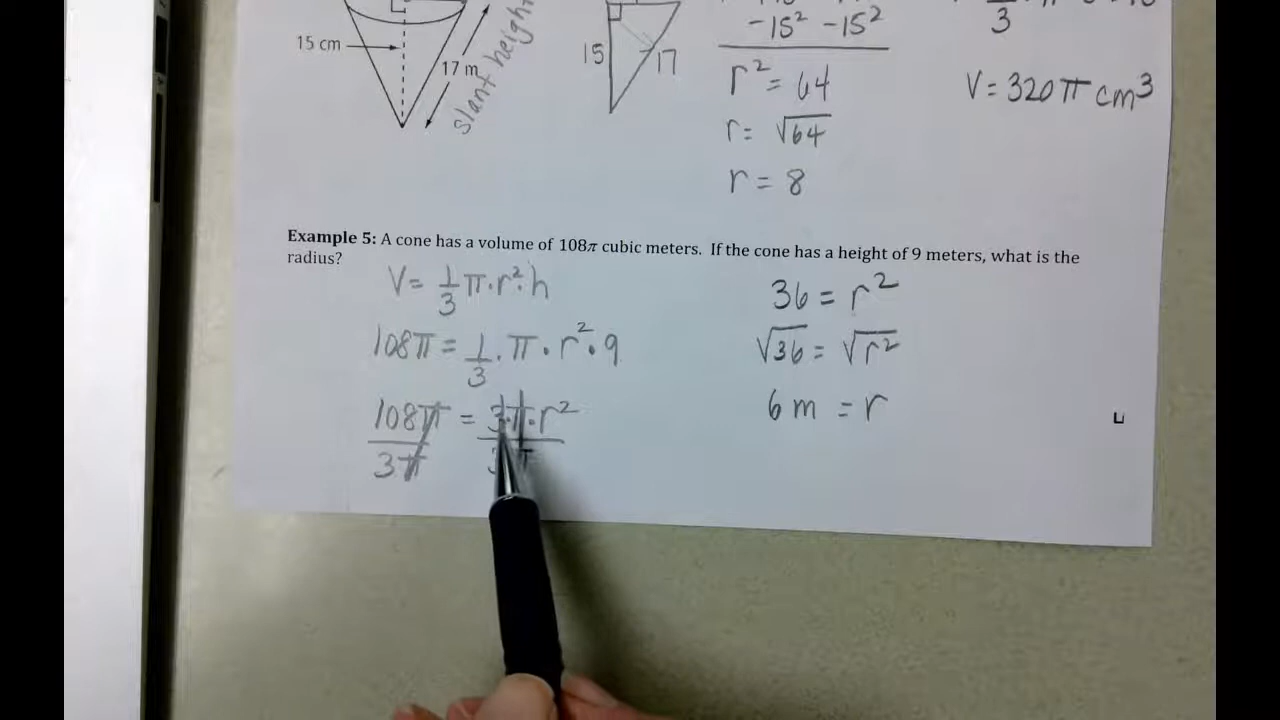 15 cm
17 m
slant height
15
17
-15² -15²
3
r² = 64
r = √64
r = 8
V = 320π cm³
Example 5: A cone has a volume of 108π cubic meters. If the cone has a height of 9 meters, what is the
radius?
V = 1/3 π · r² · h
108π = 1/3 · π · r² · 9
108π/3π = 3π · r²
36 = r²
√36 = √r²
6 m = r